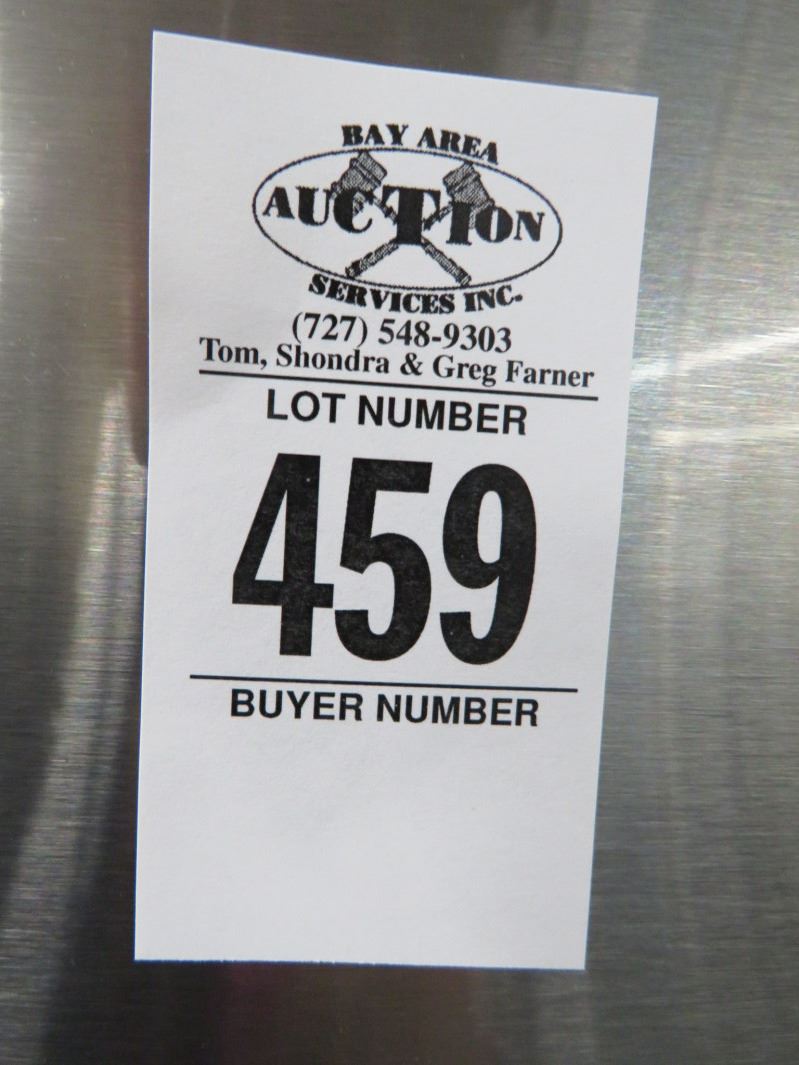 BAY AREA
AUCTION
SERVICES INC.
(727) 548-9303
Tom, Shondra & Greg Farner
LOT NUMBER
459
BUYER NUMBER